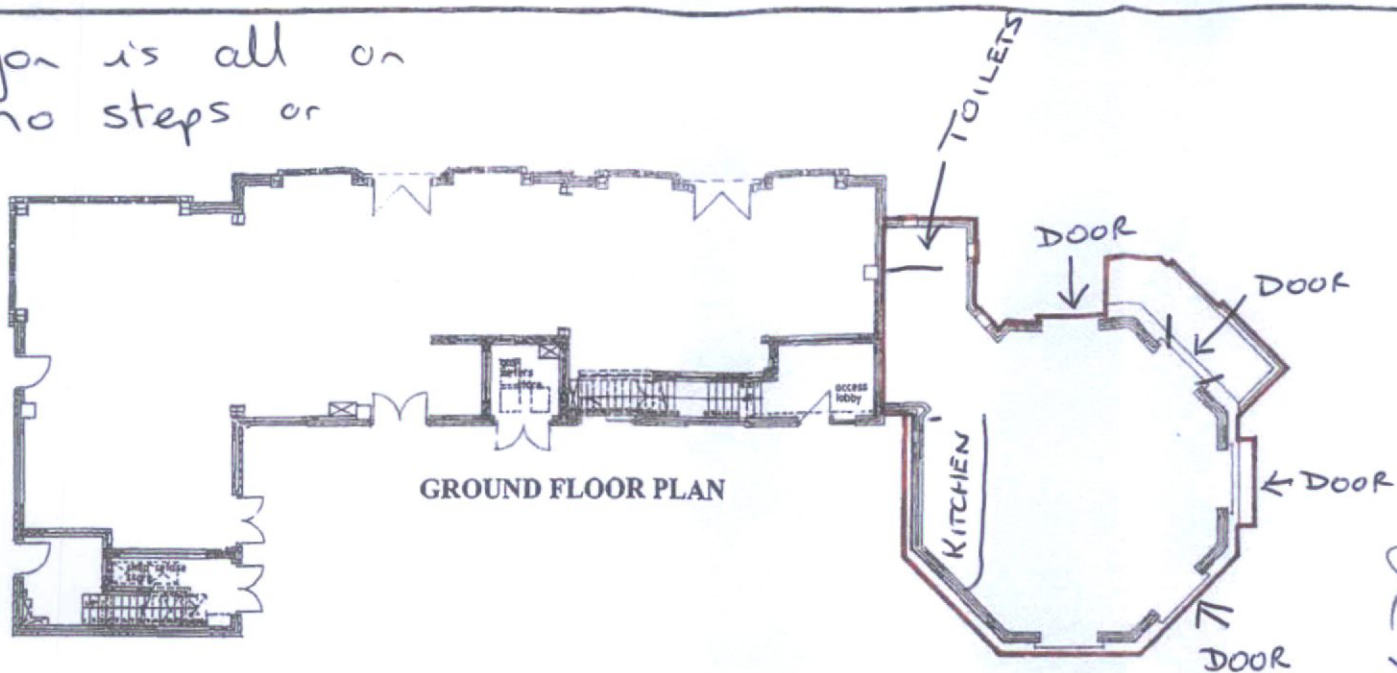 is all on
no steps or
TOILETS
DOOR
DOOR
access
lobby
KITCHEN
GROUND FLOOR PLAN
DOOR
DOOR